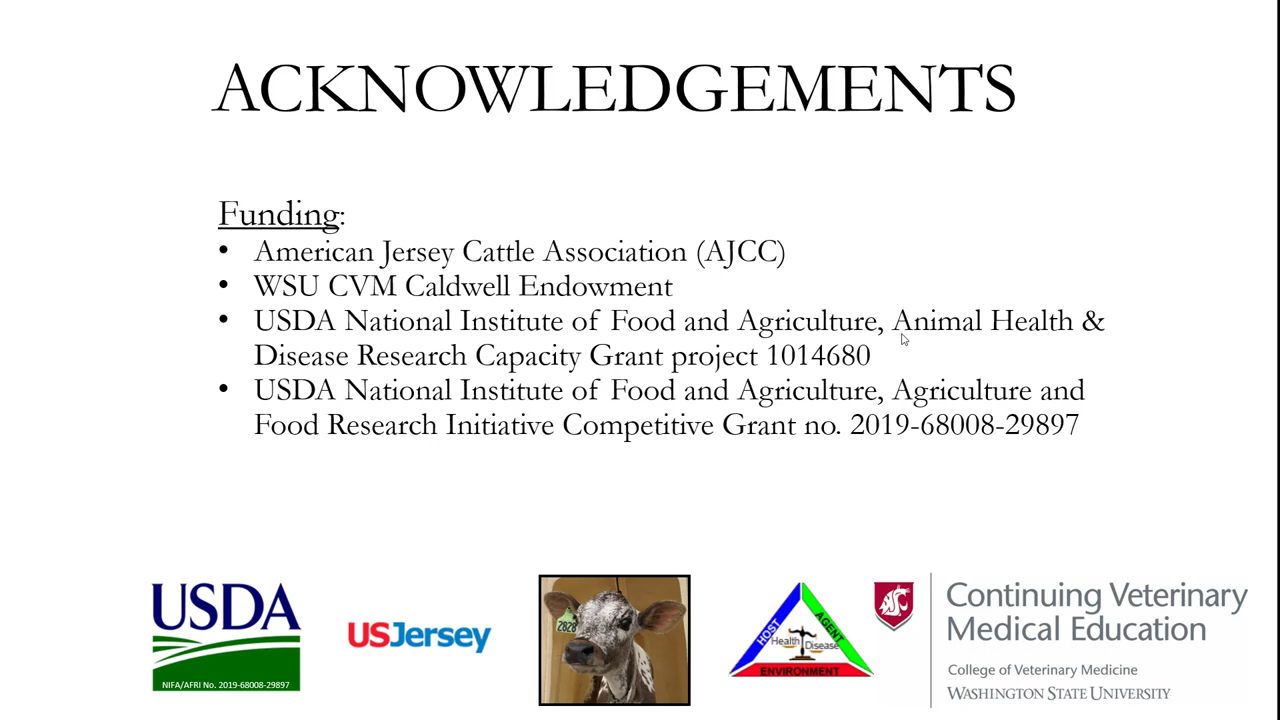 ACKNOWLEDGEMENTS
Funding:
• American Jersey Cattle Association (AJCC)
• WSU CVM Caldwell Endowment
• USDA National Institute of Food and Agriculture, Animal Health &
Disease Research Capacity Grant project 1014680
• USDA National Institute of Food and Agriculture, Agriculture and
Food Research Initiative Competitive Grant no. 2019-68008-29897
USDA
NIFA/AFRI No. 2019-68008-29897
USJersey
2828
HOST
AGENT
Health Disease
ENVIRONMENT
Continuing Veterinary
Medical Education
College of Veterinary Medicine
WASHINGTON STATE UNIVERSITY